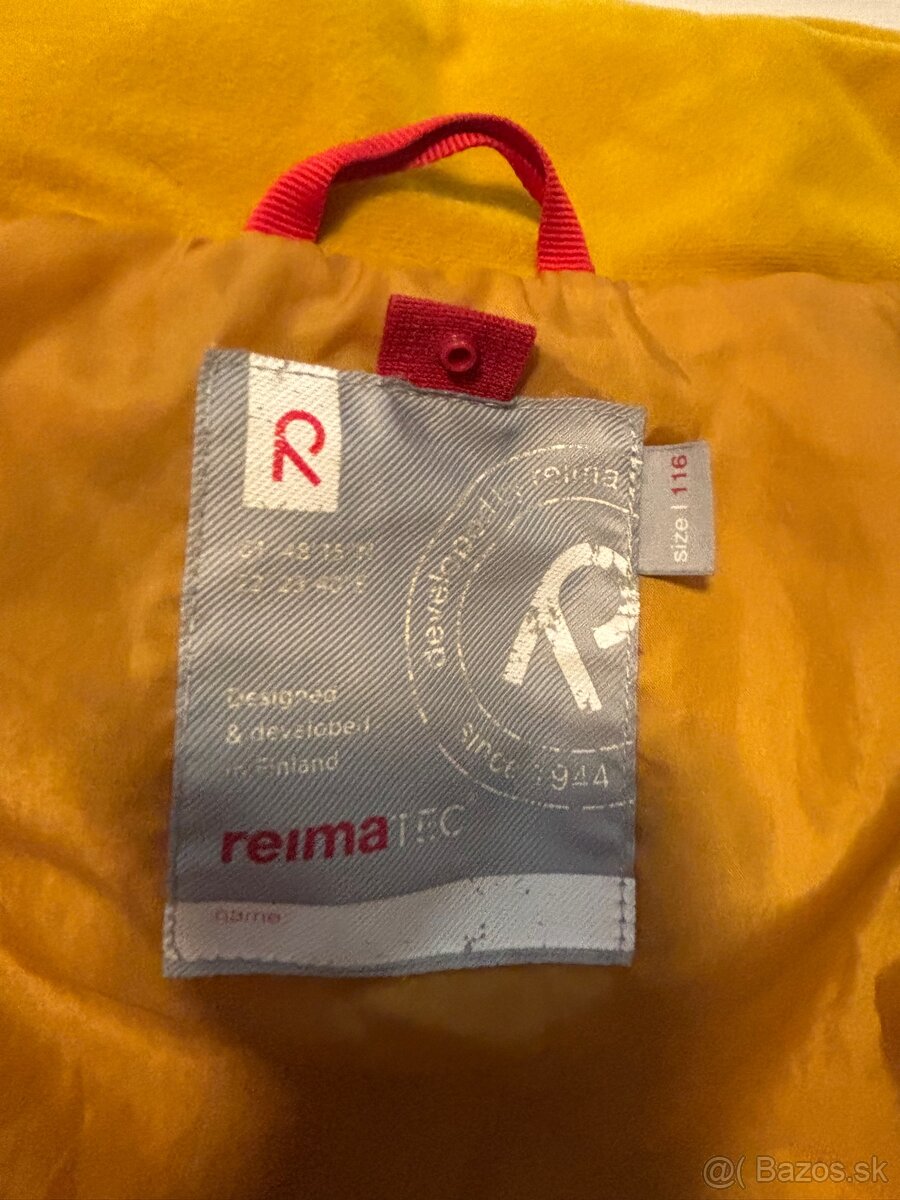 R
Designed
& developed
in Finland
reimaTEC
name
developed by reima
R
since 1944
size | 116
@( Bazos.sk